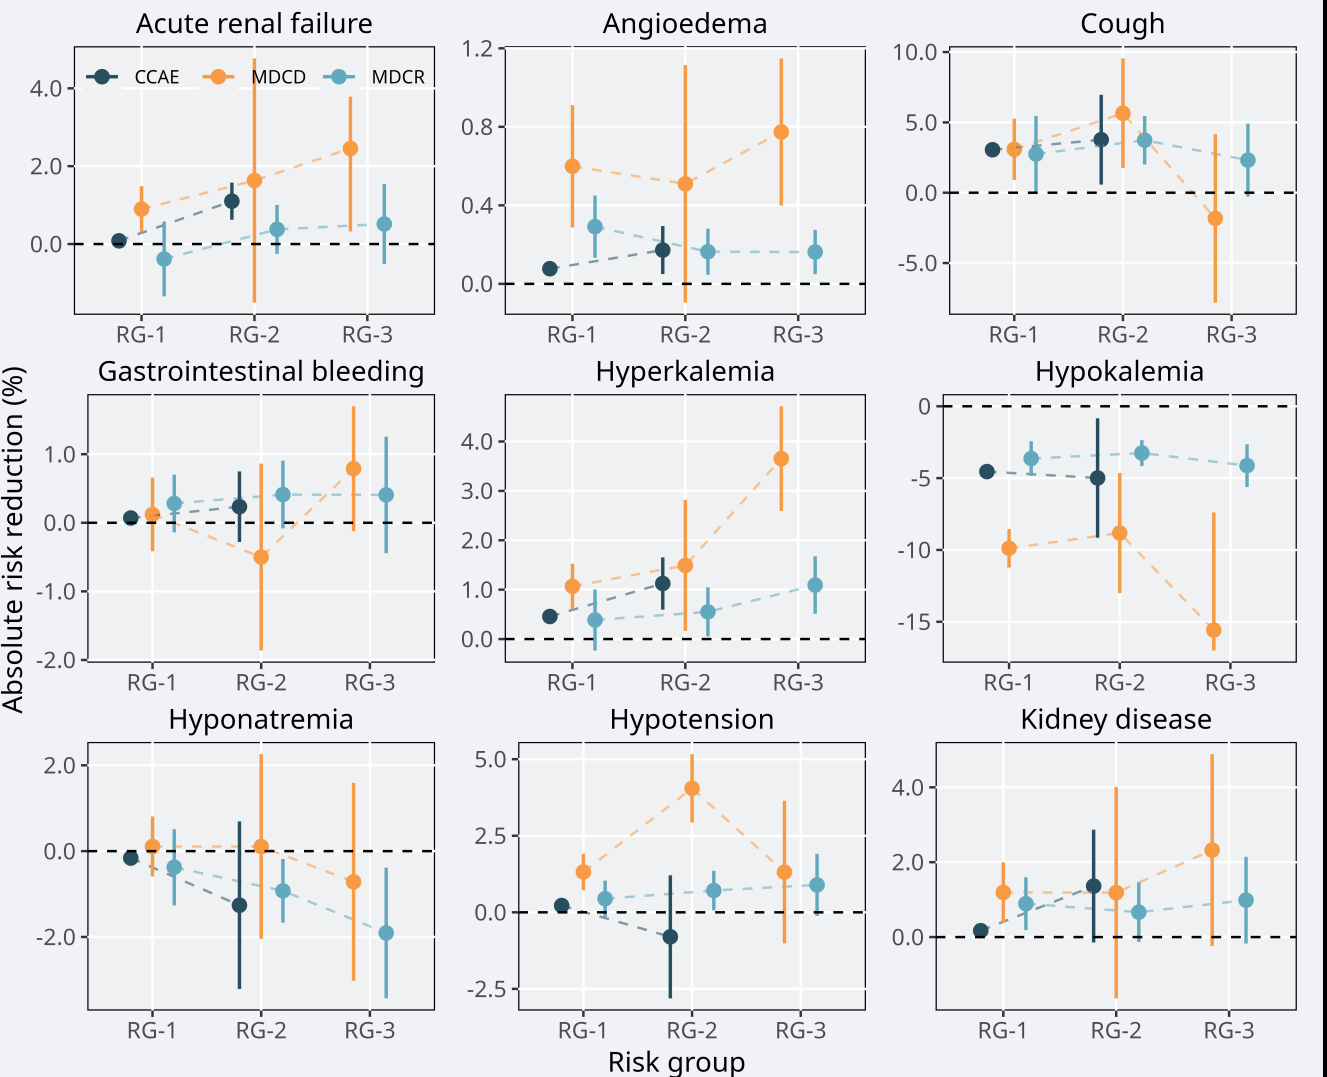 Acute renal failure
Angioedema
Cough
CCAE
MDCD
MDCR
4.0
2.0
0.0
RG-1
RG-2
RG-3
1.2
0.8
0.4
0.0
RG-1
RG-2
RG-3
10.0
5.0
0.0
-5.0
RG-1
RG-2
RG-3
Absolute risk reduction (%)
Gastrointestinal bleeding
Hyperkalemia
Hypokalemia
1.0
0.0
-1.0
-2.0
RG-1
RG-2
RG-3
4.0
3.0
2.0
1.0
0.0
RG-1
RG-2
RG-3
0
-5
-10
-15
RG-1
RG-2
RG-3
Hyponatremia
Hypotension
Kidney disease
2.0
0.0
-2.0
RG-1
RG-2
RG-3
5.0
2.5
0.0
-2.5
RG-1
RG-2
RG-3
4.0
2.0
0.0
RG-1
RG-2
RG-3
Risk group